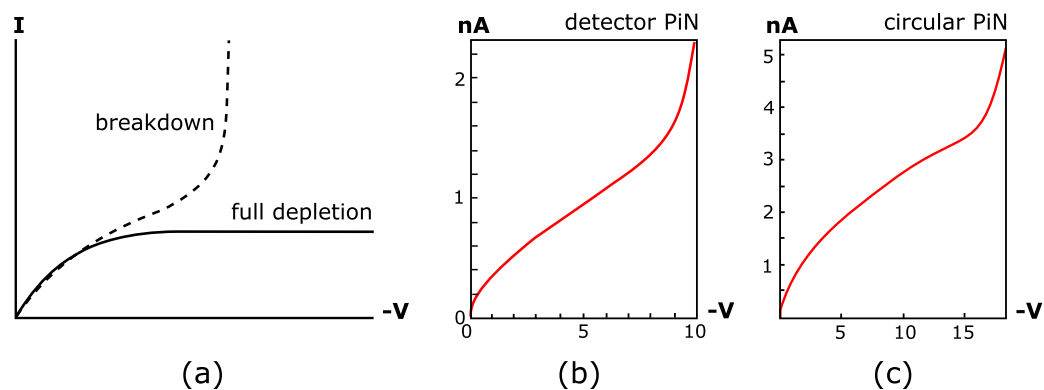 I
breakdown
full depletion
-V
(a)
nA
detector PiN
2
1
0
0
5
10
-V
(b)
nA
circular PiN
5
4
3
2
1
5
10
15
-V
(c)